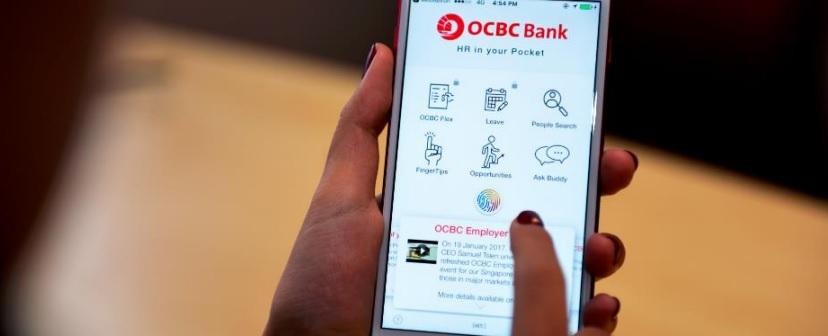 4G 4:54 PM
OCBC Bank
HR in your Pocket
OCBC Flex
Leave
People Search
FingerTips
Opportunities
Ask Buddy
OCBC Employer
On 19 January 2017
CEO Samuel Tsien
refreshed OCBC
event for our Singapore
those in major markets
More details available on